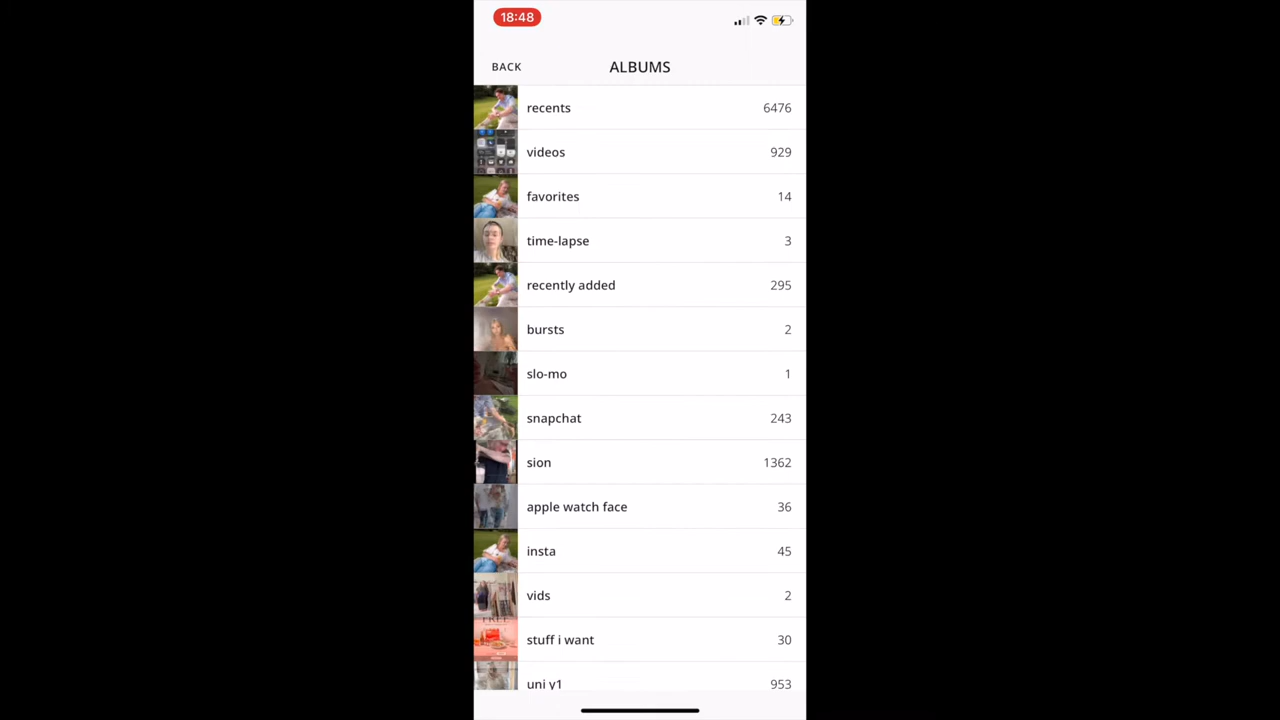 18:48
BACK
ALBUMS
recents 6476
videos 929
favorites 14
time-lapse 3
recently added 295
bursts 2
slo-mo 1
snapchat 243
sion 1362
apple watch face 36
insta 45
vids 2
FREE
stuff i want 30
uni y1 953